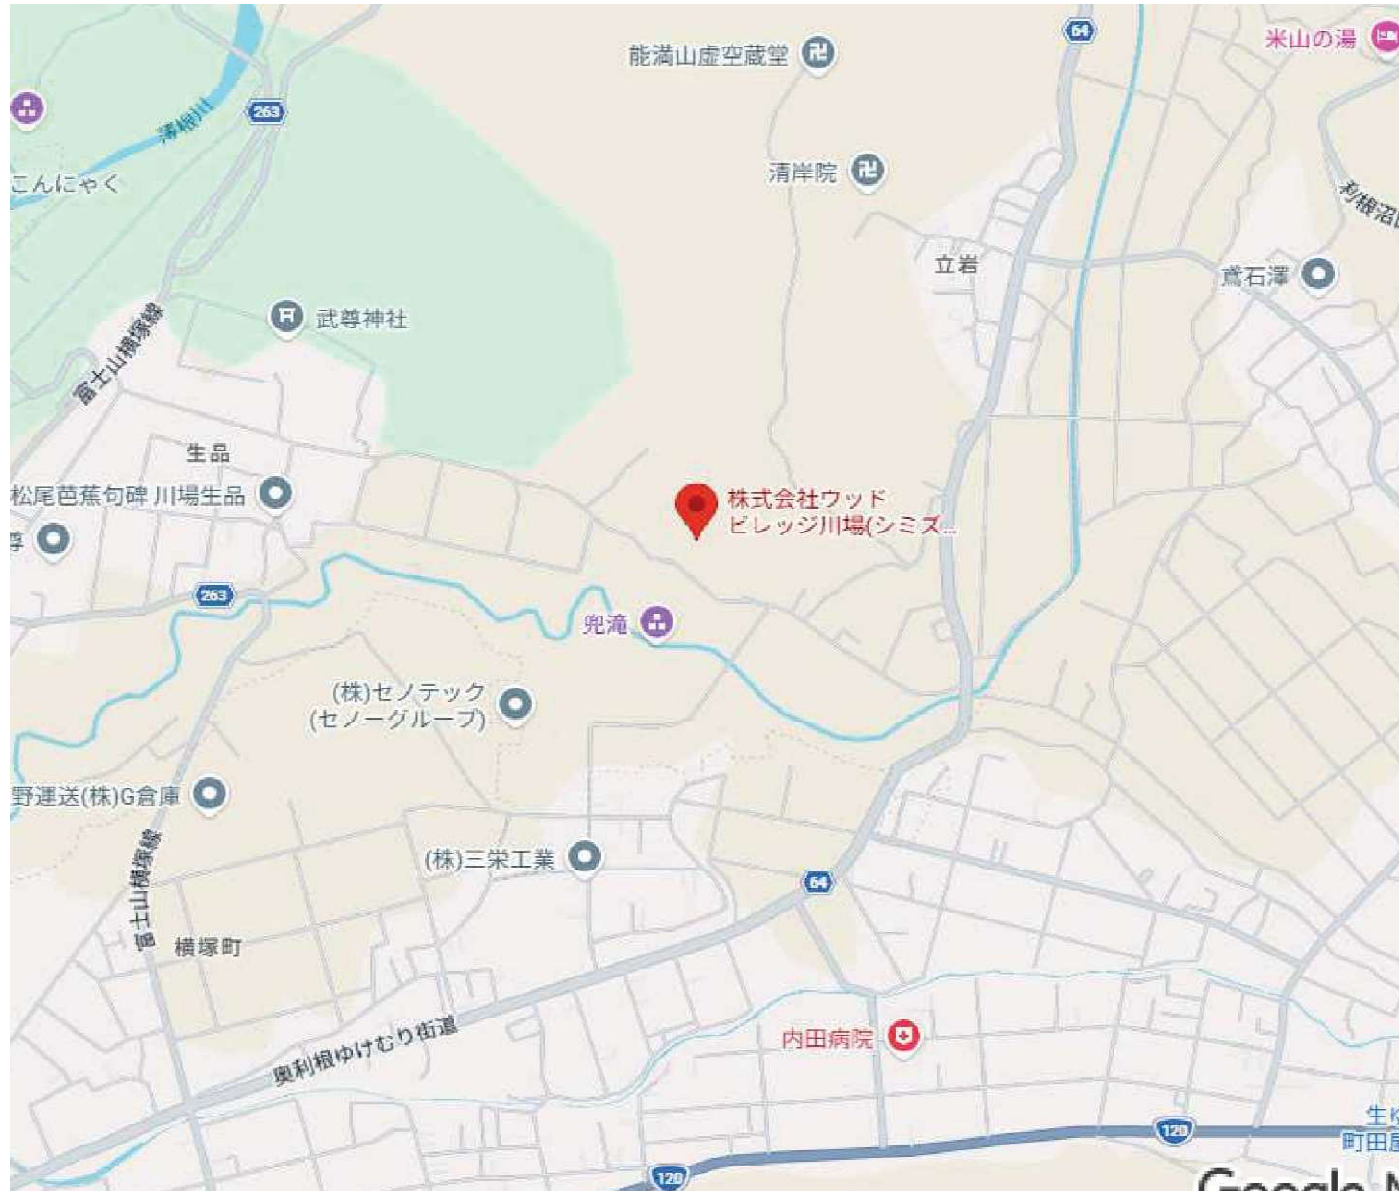 64
米山の湯
能満山虚空蔵堂
263
薄根川
清岸院
こんにゃく
利根沼
立岩
鳶石澤
武尊神社
富士山横塚線
生品
松尾芭蕉句碑 川場生品
株式会社ウッド
ビレッジ川場(シミズ...
尊
263
兜滝
(株)セノテック
(セノーグループ)
野運送(株)G倉庫
(株)三栄工業
64
富士山横塚線
横塚町
奥利根ゆけむり街道
内田病院
120
生
町田
120